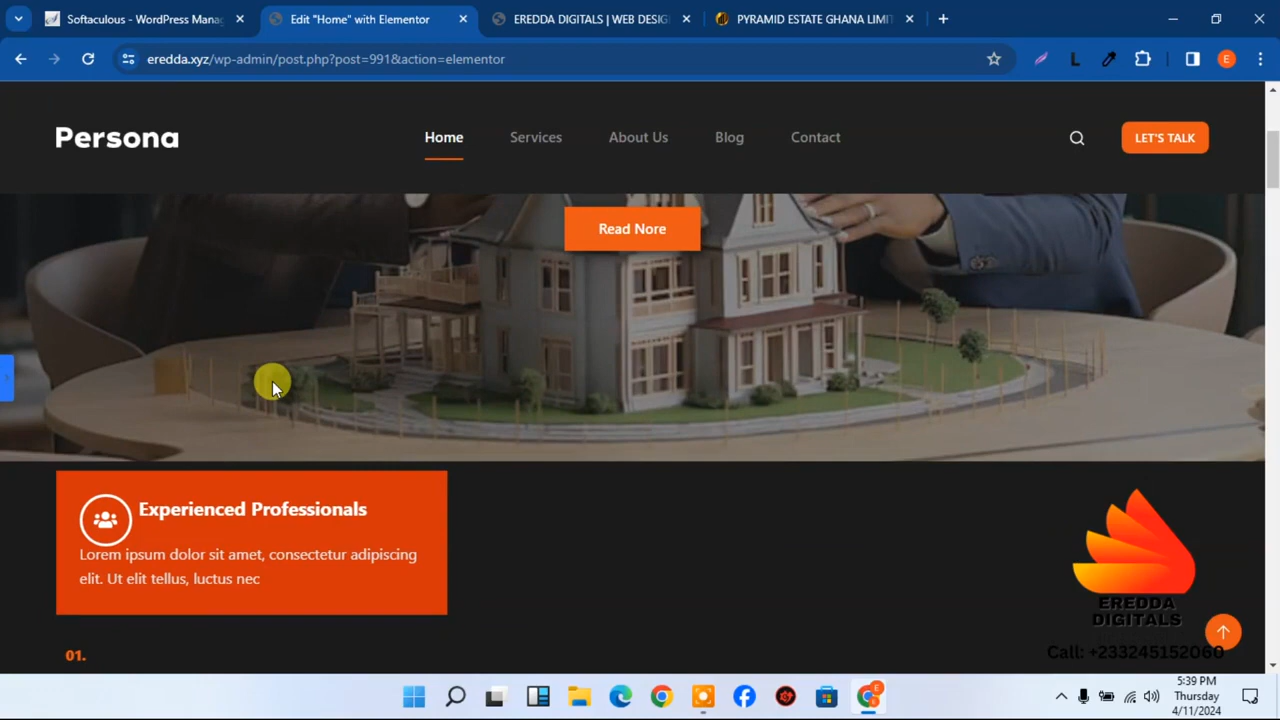 Softaculous - WordPress Mana
Edit "Home" with Elementor
EREDDA DIGITALS | WEB DESIG
PYRAMID ESTATE GHANA LIMIT
eredda.xyz/wp-admin/post.php?post=991&action=elementor
L
E
Persona
Home
Services
About Us
Blog
Contact
LET'S TALK
Read Nore
Experienced Professionals
Lorem ipsum dolor sit amet, consectetur adipiscing
elit. Ut elit tellus, luctus nec
01.
EREDDA
DIGITALS
Call: +233245152060
E
5:39 PM
Thursday
4/11/2024